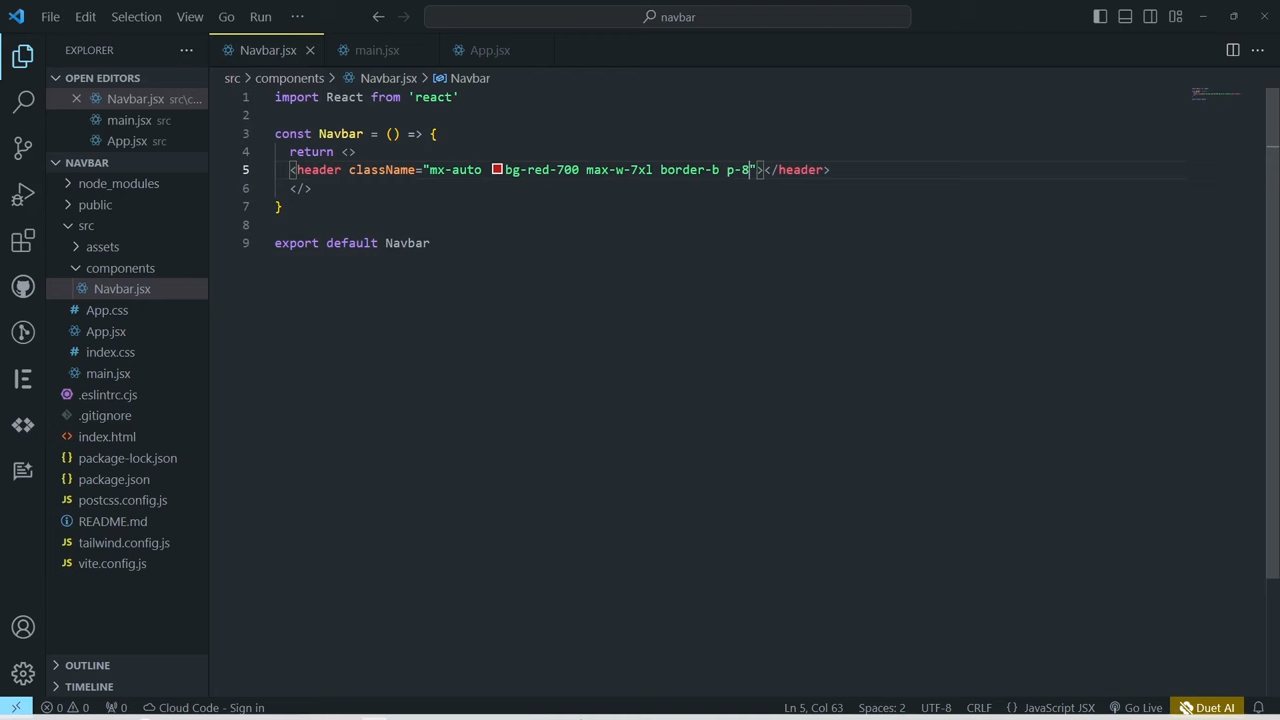 File Edit Selection View Go Run ··· navbar
EXPLORER
Navbar.jsx main.jsx App.jsx
OPEN EDITORS
Navbar.jsx src\c...
main.jsx src
App.jsx src
NAVBAR
node_modules
public
src
assets
components
Navbar.jsx
App.css
App.jsx
index.css
main.jsx
.eslintrc.cjs
.gitignore
index.html
package-lock.json
package.json
postcss.config.js
README.md
tailwind.config.js
vite.config.js
OUTLINE
TIMELINE
src > components > Navbar.jsx > Navbar
1 import React from 'react'
2
3 const Navbar = () => {
4 return <>
5 <header className="mx-auto bg-red-700 max-w-7xl border-b p-8"></header>
6 </>
7 }
8
9 export default Navbar
0 0 0 Cloud Code - Sign in Ln 5, Col 63 Spaces: 2 UTF-8 CRLF {} JavaScript JSX Go Live Duet AI